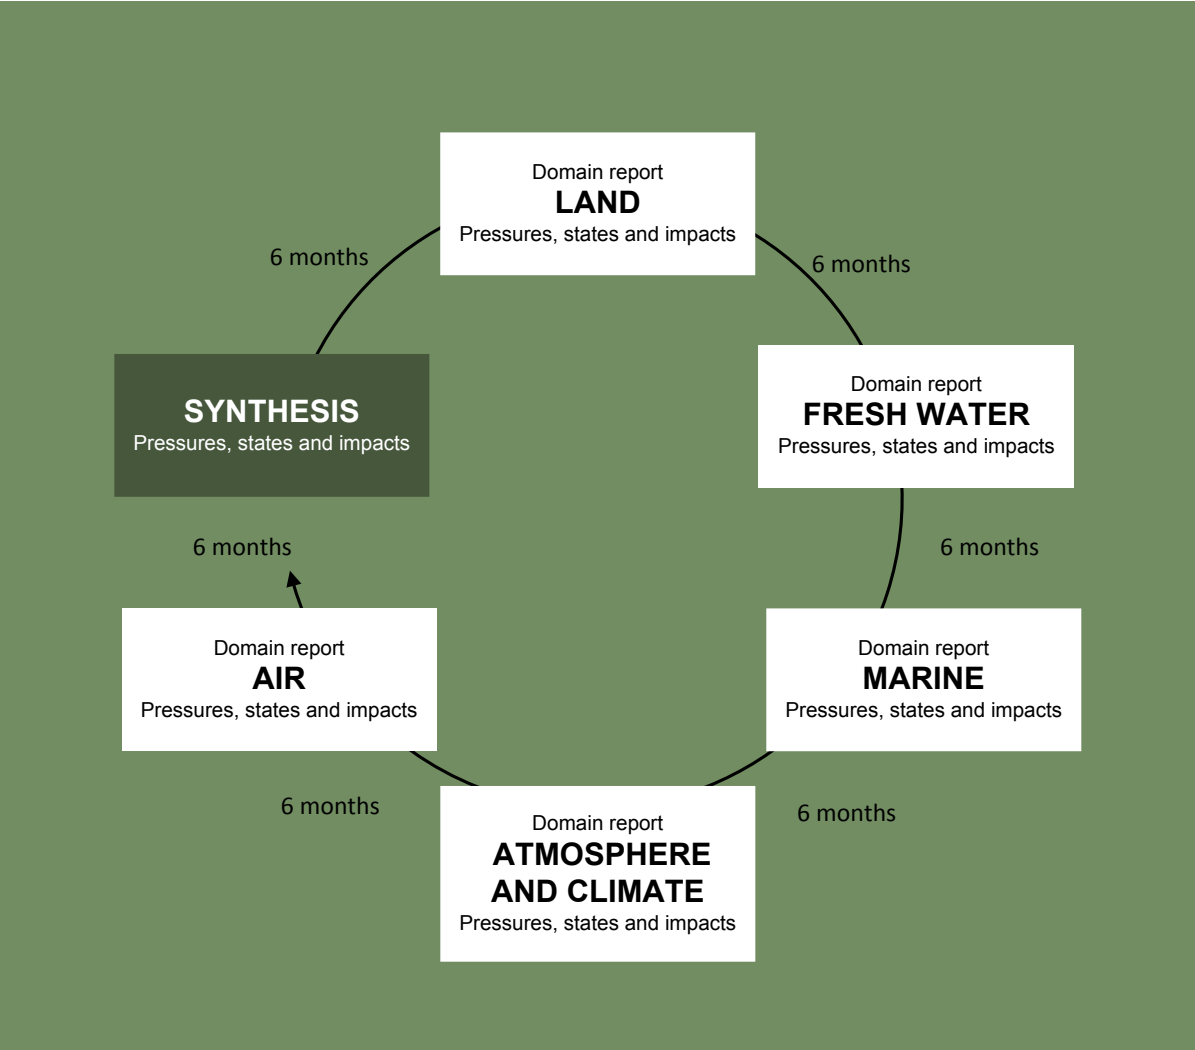 Domain report
LAND
Pressures, states and impacts
6 months
6 months
SYNTHESIS
Pressures, states and impacts
Domain report
FRESH WATER
Pressures, states and impacts
6 months
6 months
Domain report
AIR
Pressures, states and impacts
Domain report
MARINE
Pressures, states and impacts
6 months
6 months
Domain report
ATMOSPHERE
AND CLIMATE
Pressures, states and impacts